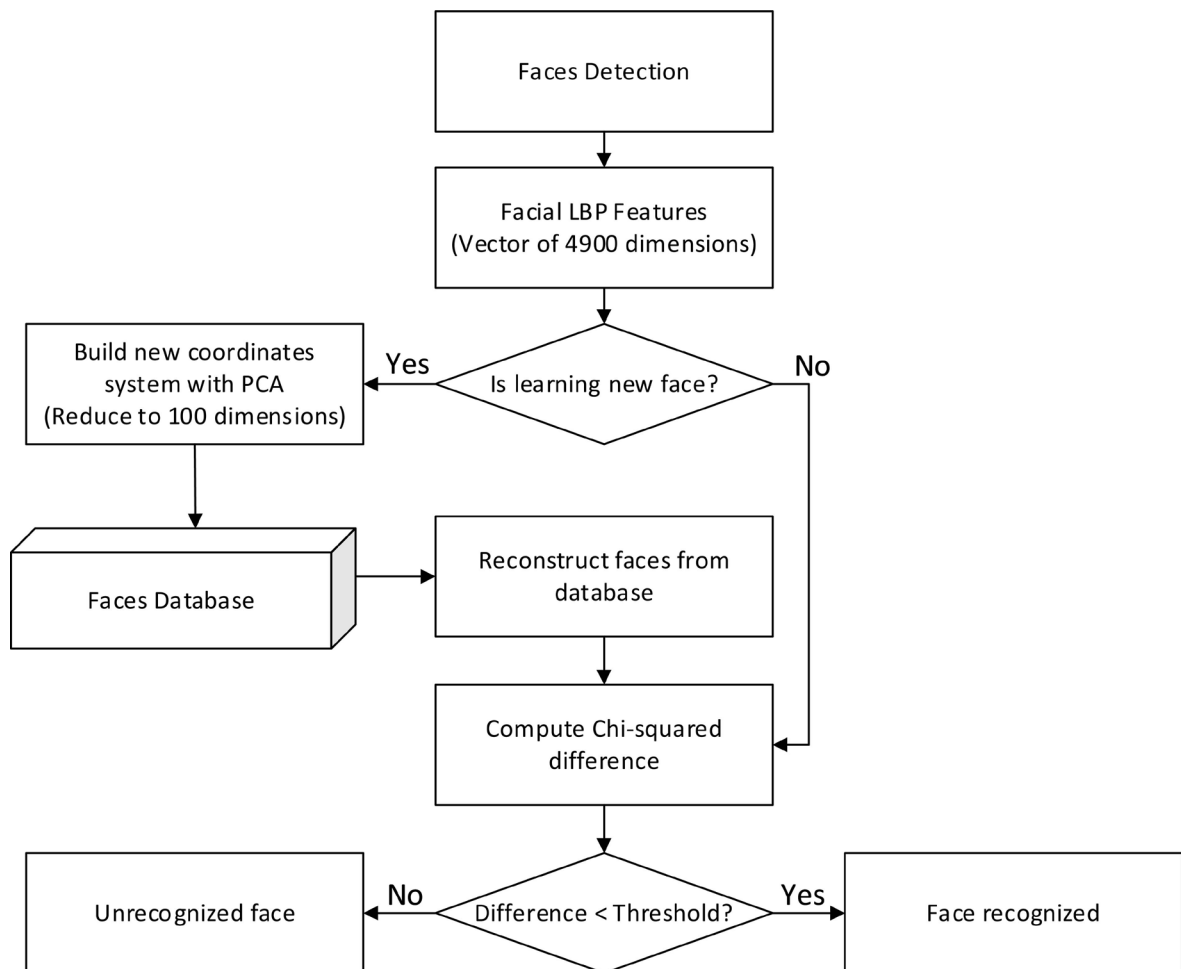 Faces Detection
Facial LBP Features
(Vector of 4900 dimensions)
Build new coordinates
system with PCA
(Reduce to 100 dimensions)
Yes
Is learning new face?
No
Faces Database
Reconstruct faces from
database
Compute Chi-squared
difference
Unrecognized face
No
Difference < Threshold?
Yes
Face recognized